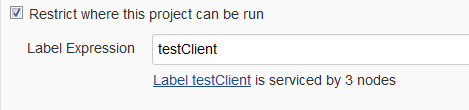 Restrict where this project can be run
Label Expression testClient
Label testClient is serviced by 3 nodes